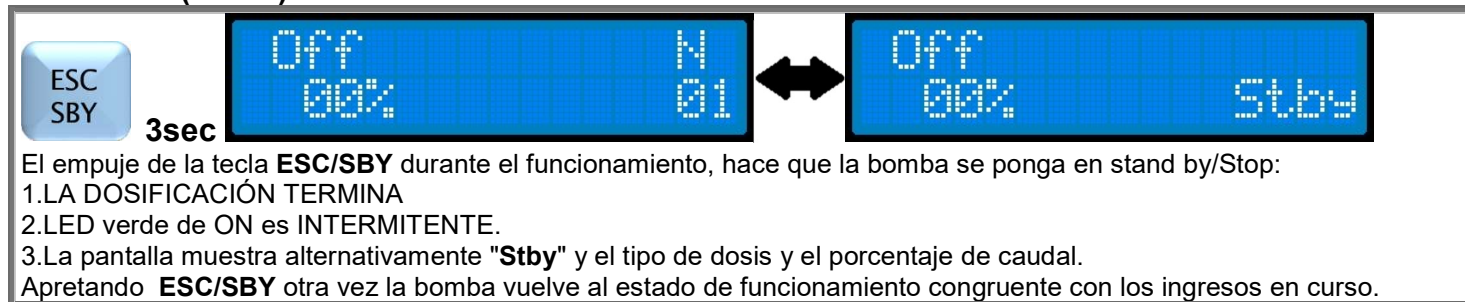 ESC
SBY
3sec
Off N
00% 01
Off
00% Stby
El empuje de la tecla ESC/SBY durante el funcionamiento, hace que la bomba se ponga en stand by/Stop:
1.LA DOSIFICACIÓN TERMINA
2.LED verde de ON es INTERMITENTE.
3.La pantalla muestra alternativamente "Stby" y el tipo de dosis y el porcentaje de caudal.
Apretando ESC/SBY otra vez la bomba vuelve al estado de funcionamiento congruente con los ingresos en curso.